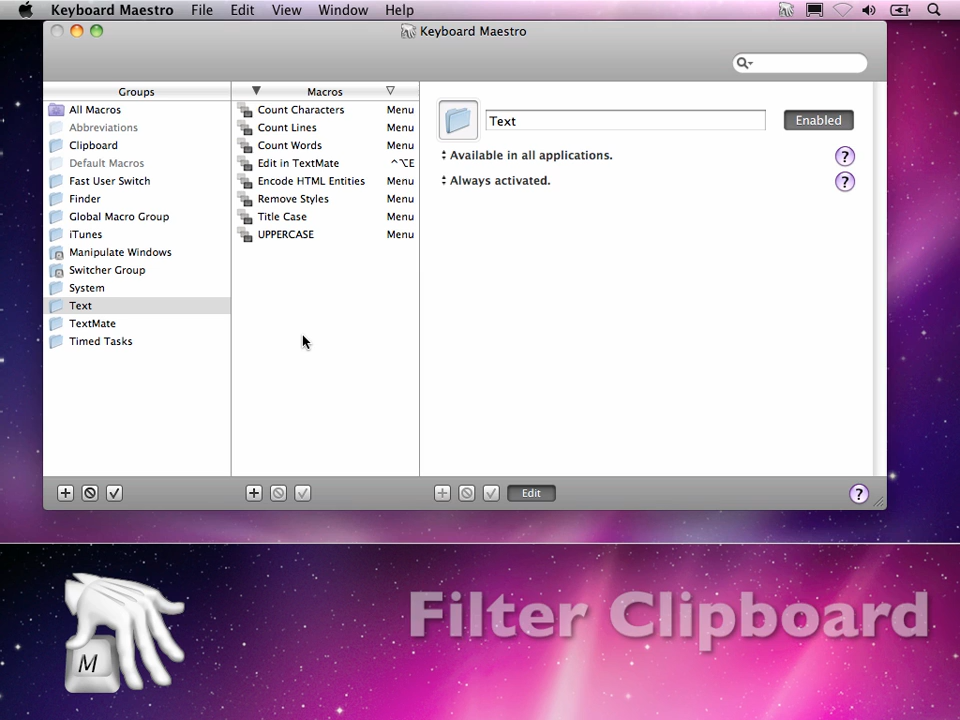 Keyboard Maestro File Edit View Window Help
Keyboard Maestro
Groups
Macros
All Macros
Abbreviations
Clipboard
Default Macros
Fast User Switch
Finder
Global Macro Group
iTunes
Manipulate Windows
Switcher Group
System
Text
TextMate
Timed Tasks
Count Characters Menu
Count Lines Menu
Count Words Menu
Edit in TextMate ^⌥E
Encode HTML Entities Menu
Remove Styles Menu
Title Case Menu
UPPERCASE Menu
Text Enabled
Available in all applications. ?
Always activated. ?
Edit ?
Filter Clipboard
M